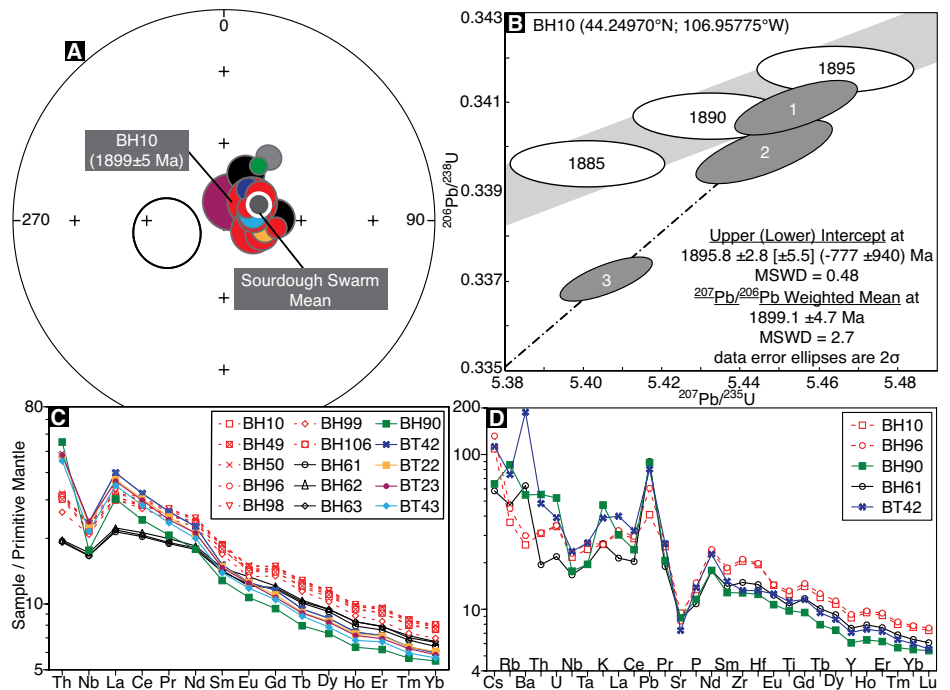 A
0
BH10
(1899±5 Ma)
-270
90
Sourdough Swarm
Mean
B
BH10 (44.24970°N; 106.95775°W)
0.343
0.341
0.339
0.337
0.335
206Pb/238U
1895
1890
1885
1
2
3
Upper (Lower) Intercept at
1895.8 ±2.8 [±5.5] (-777 ±940) Ma
MSWD = 0.48
207Pb/206Pb Weighted Mean at
1899.1 ±4.7 Ma
MSWD = 2.7
data error ellipses are 2σ
5.38 5.40 5.42 5.44 5.46 5.48
207Pb/235U
C
80
10
5
Sample / Primitive Mantle
BH10 BH99 BH90
BH49 BH106 BT42
BH50 BH61 BT22
BH96 BH62 BT23
BH98 BH63 BT43
Th Nb La Ce Pr Nd Sm Eu Gd Tb Dy Ho Er Tm Yb
D
200
100
10
4
BH10
BH96
BH90
BH61
BT42
Rb Th Nb K Ce Pr P Sm Hf Ti Tb Y Er Yb
Cs Ba U Ta La Pb Sr Nd Zr Eu Gd Dy Ho Tm Lu